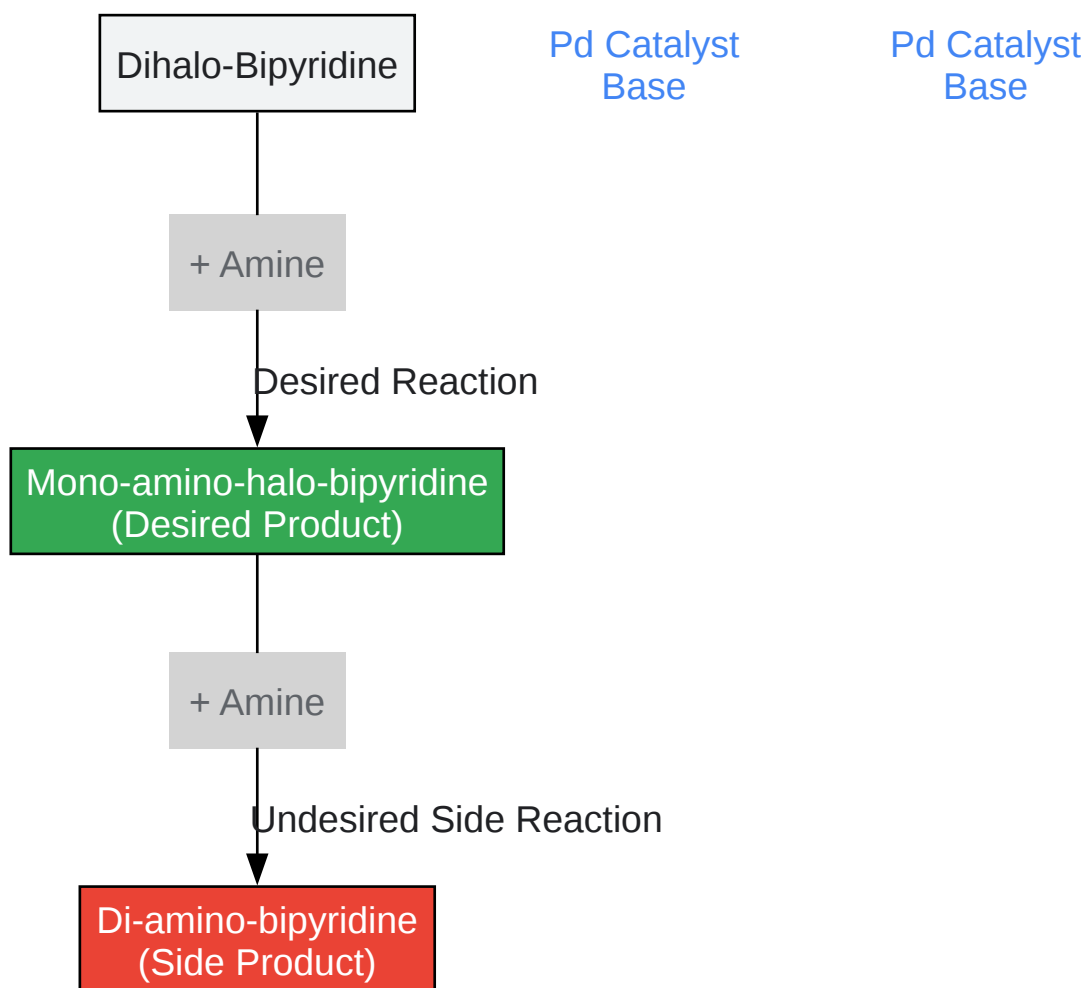 Dihalo-Bipyridine
Pd Catalyst
Base
Pd Catalyst
Base
+ Amine
Desired Reaction
Mono-amino-halo-bipyridine
(Desired Product)
+ Amine
Undesired Side Reaction
Di-amino-bipyridine
(Side Product)